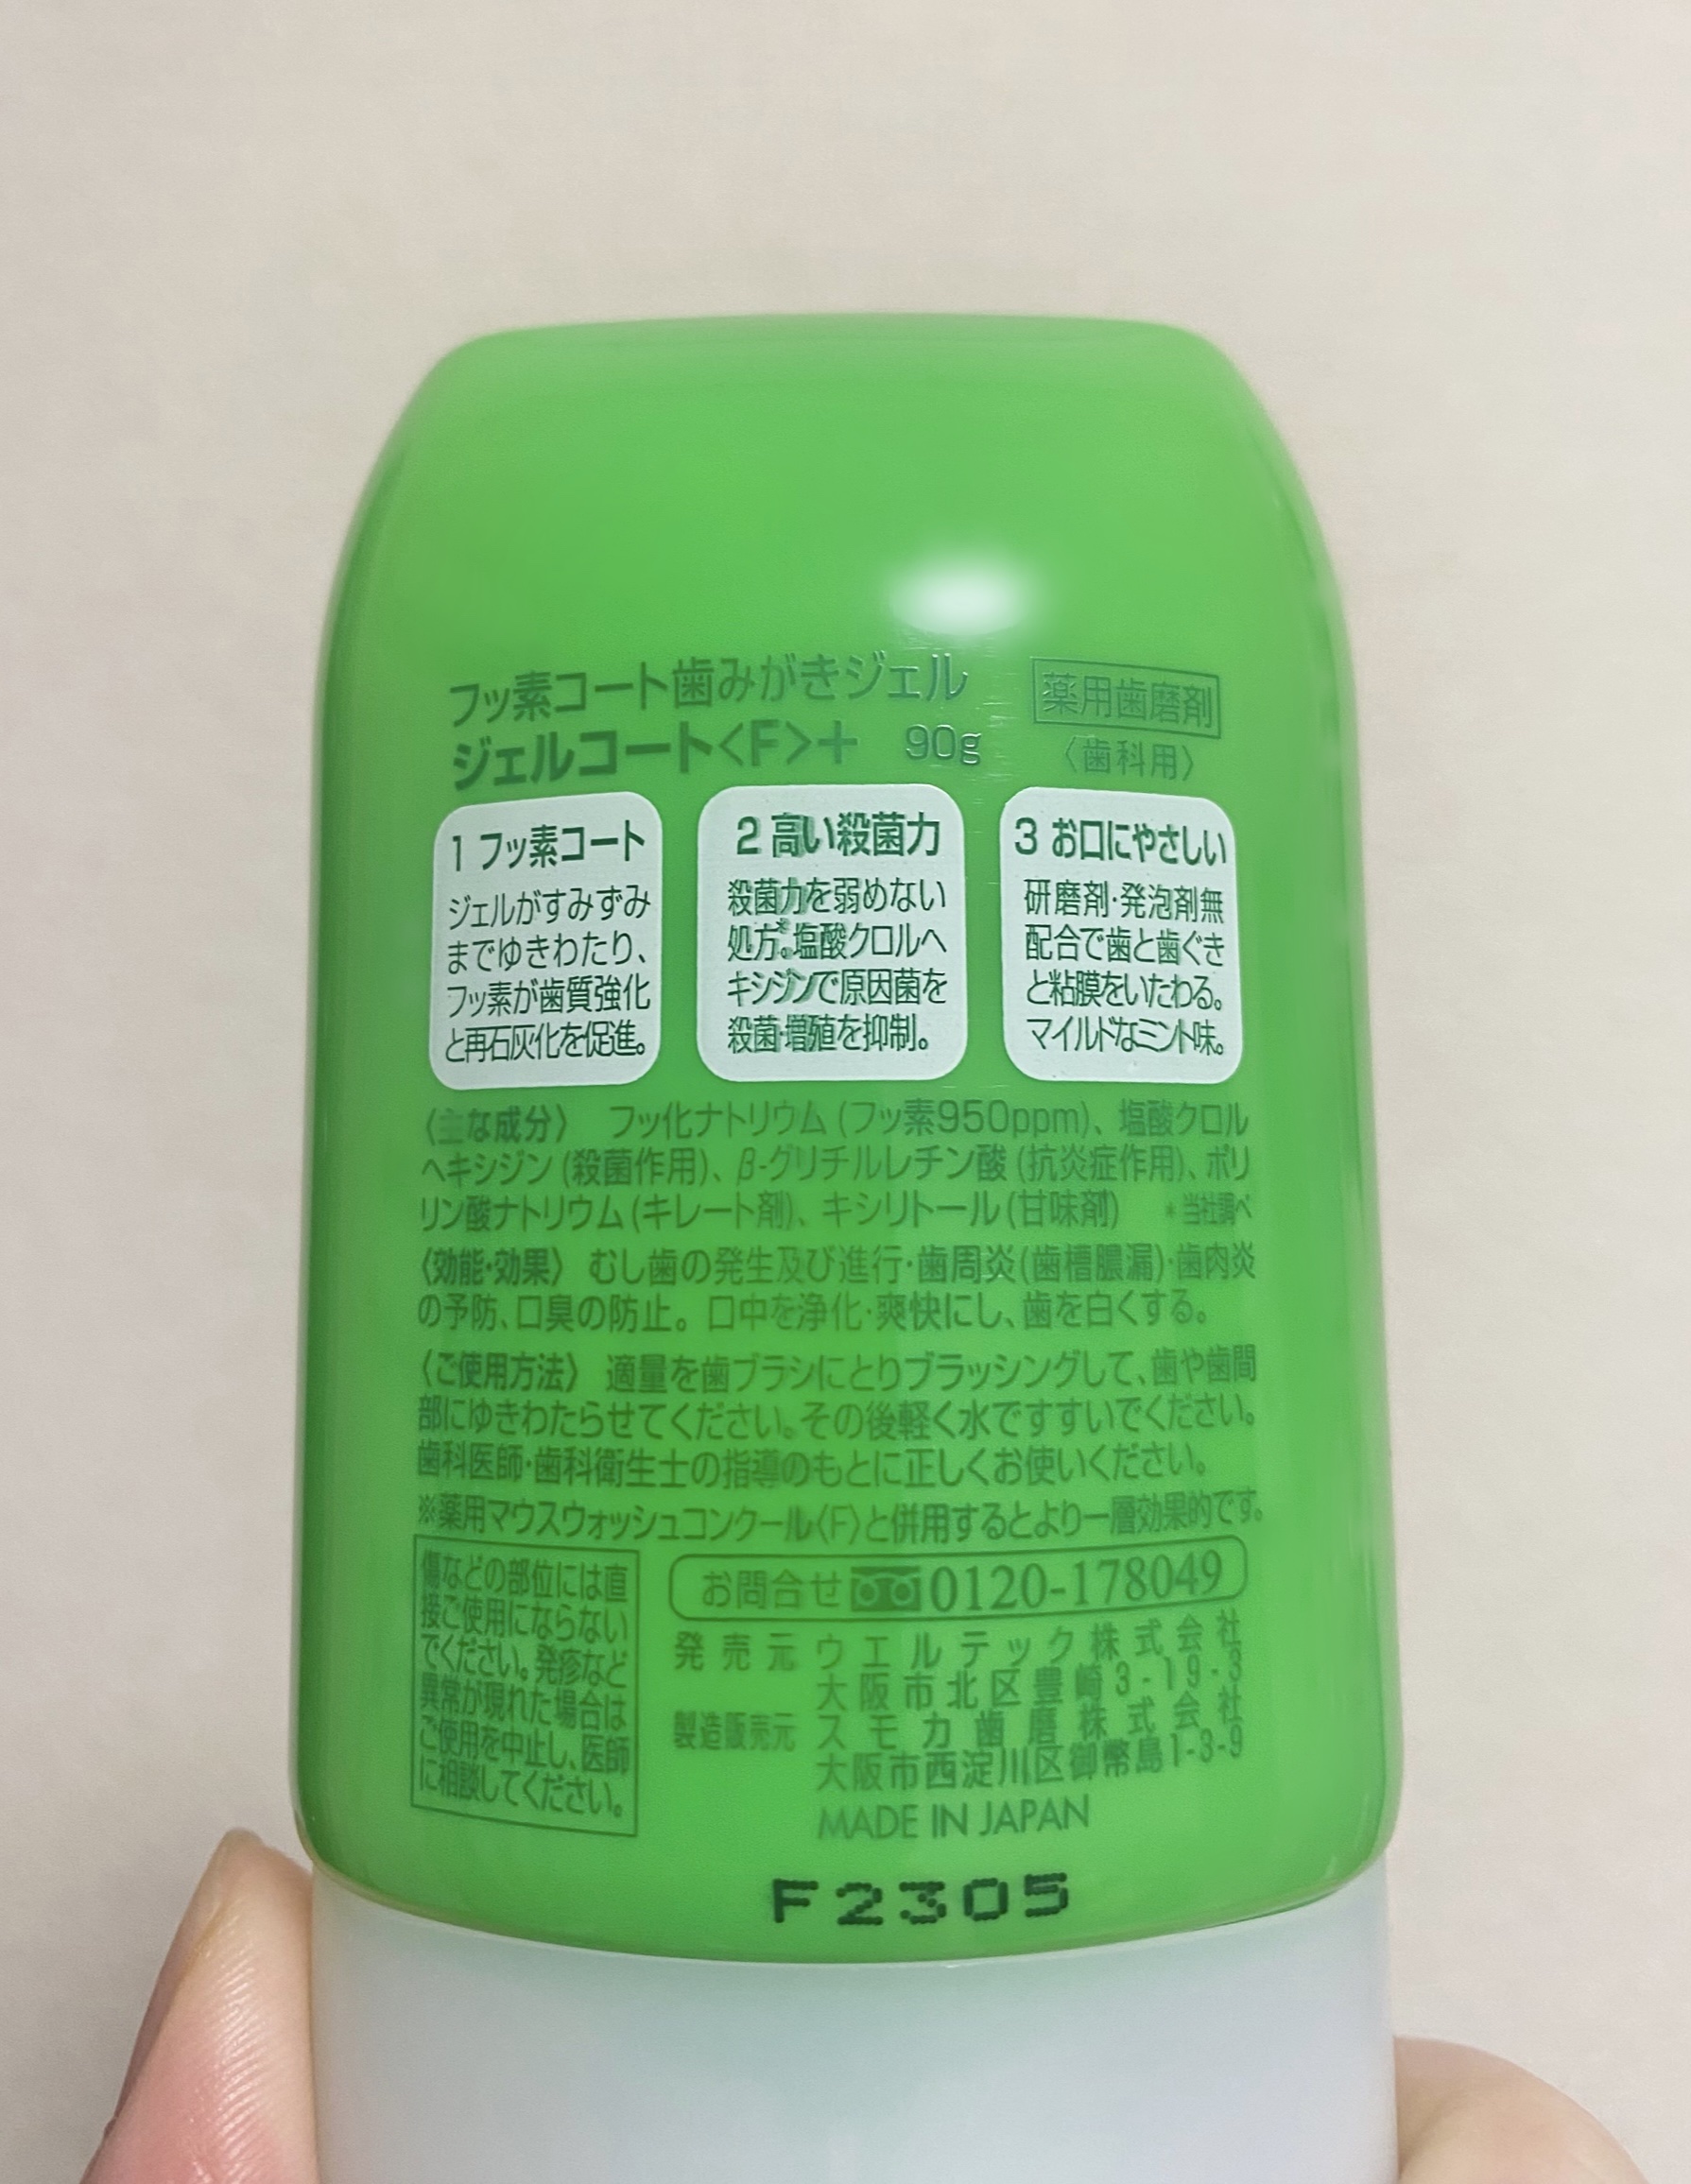 フッ素コート歯みがきジェル
薬用歯磨剤
ジェルコート〈F〉＋ 90g
〈歯科用〉
1 フッ素コート
ジェルがすみずみ
までゆきわたり、
フッ素が歯質強化
と再石灰化を促進。
2 高い殺菌力
殺菌力を弱めない
処方*。塩酸クロルヘ
キシジンで原因菌を
殺菌・増殖を抑制。
3 お口にやさしい
研磨剤・発泡剤無
配合で歯と歯ぐき
と粘膜をいたわる。
マイルドなミント味。
〈主な成分〉 フッ化ナトリウム(フッ素950ppm)、塩酸クロル
ヘキシジン(殺菌作用)、β-グリチルレチン酸(抗炎症作用)、ポリ
リン酸ナトリウム(キレート剤)、キシリトール(甘味剤) *当社調べ
〈効能・効果〉 むし歯の発生及び進行・歯周炎(歯槽膿漏)・歯肉炎
の予防、口臭の防止。口中を浄化・爽快にし、歯を白くする。
〈ご使用方法〉 適量を歯ブラシにとりブラッシングして、歯や歯間
部にゆきわたらせてください。その後軽く水ですすいでください。
歯科医師・歯科衛生士の指導のもとに正しくお使いください。
※薬用マウスウォッシュコンクール〈F〉と併用するとより一層効果的です。
傷などの部位には直
接ご使用にならない
でください。発疹など
異常が現れた場合は
ご使用を中止し、医師
に相談してください。
お問合せ 0120-178049
発売元 ウエルテック株式会社
大阪市北区豊崎3-19-3
製造販売元 スモカ歯磨株式会社
大阪市西淀川区御幣島1-3-9
MADE IN JAPAN
F2305